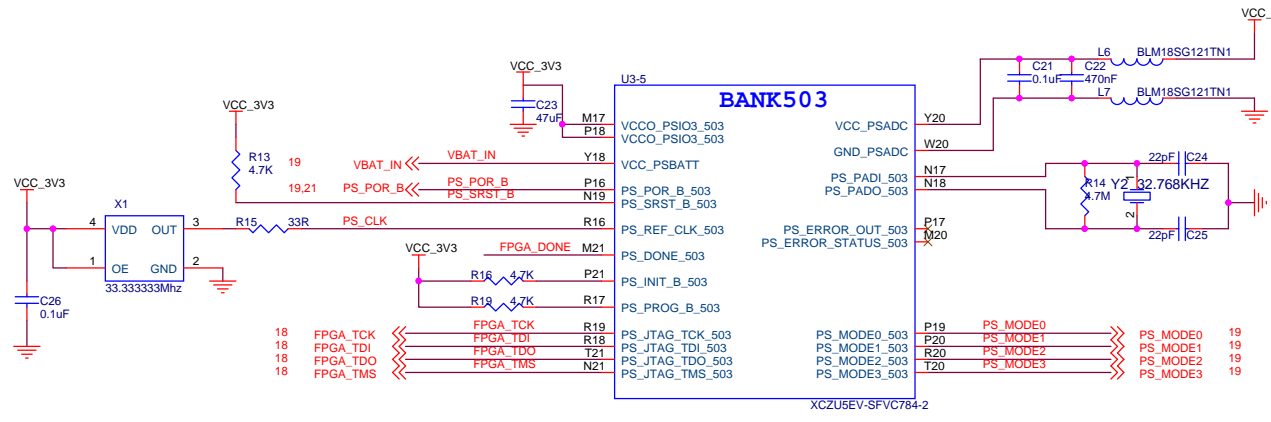 VCC_
L6 BLM18SG121TN1
C21 0.1uF
C22 470nF
L7 BLM18SG121TN1
VCC_3V3
C23 47uF
U3-5
BANK503
M17 VCCO_PSIO3_503
P18 VCCO_PSIO3_503
VCC_PSADC Y20
GND_PSADC W20
VCC_3V3
R13 4.7K
19 VBAT_IN VBAT_IN Y18 VCC_PSBATT
19,21 PS_POR_B PS_POR_B P16 PS_POR_B_503
PS_SRST_B N19 PS_SRST_B_503
PS_PADI_503 N17
PS_PADO_503 N18
R14 4.7M
Y2_32.768KHZ
1
2
22pF C24
22pF C25
VCC_3V3
X1
4 VDD OUT 3
1 OE GND 2
33.333333Mhz
C26 0.1uF
R15 33R PS_CLK R16 PS_REF_CLK_503
PS_ERROR_OUT_503 P17
PS_ERROR_STATUS_503 M20
VCC_3V3
FPGA_DONE M21 PS_DONE_503
R16 4.7K P21 PS_INIT_B_503
R19 4.7K R17 PS_PROG_B_503
18 FPGA_TCK FPGA_TCK R19 PS_JTAG_TCK_503
18 FPGA_TDI FPGA_TDI R18 PS_JTAG_TDI_503
18 FPGA_TDO FPGA_TDO T21 PS_JTAG_TDO_503
18 FPGA_TMS FPGA_TMS N21 PS_JTAG_TMS_503
PS_MODE0_503 P19 PS_MODE0 PS_MODE0 19
PS_MODE1_503 P20 PS_MODE1 PS_MODE1 19
PS_MODE2_503 R20 PS_MODE2 PS_MODE2 19
PS_MODE3_503 T20 PS_MODE3 PS_MODE3 19
XCZU5EV-SFVC784-2